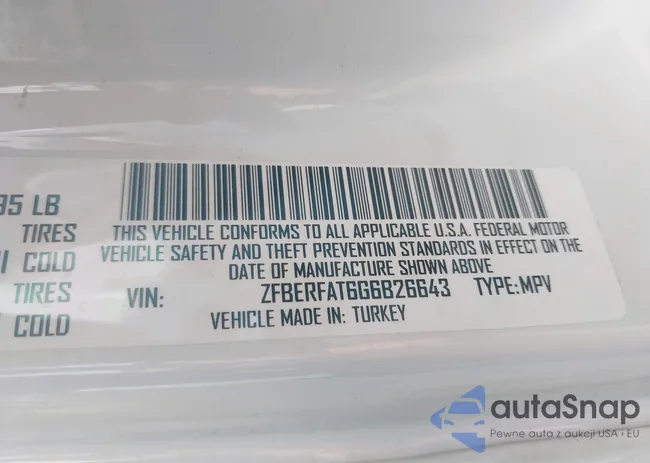 35 LB
TIRES
COLD
TIRES
COLD
THIS VEHICLE CONFORMS TO ALL APPLICABLE U.S.A. FEDERAL MOTOR
VEHICLE SAFETY AND THEFT PREVENTION STANDARDS IN EFFECT ON THE
DATE OF MANUFACTURE SHOWN ABOVE
VIN: ZFBERFAT6G6B26643 TYPE:MPV
VEHICLE MADE IN: TURKEY
autaSnap
Pewne auta z aukcji USA i EU